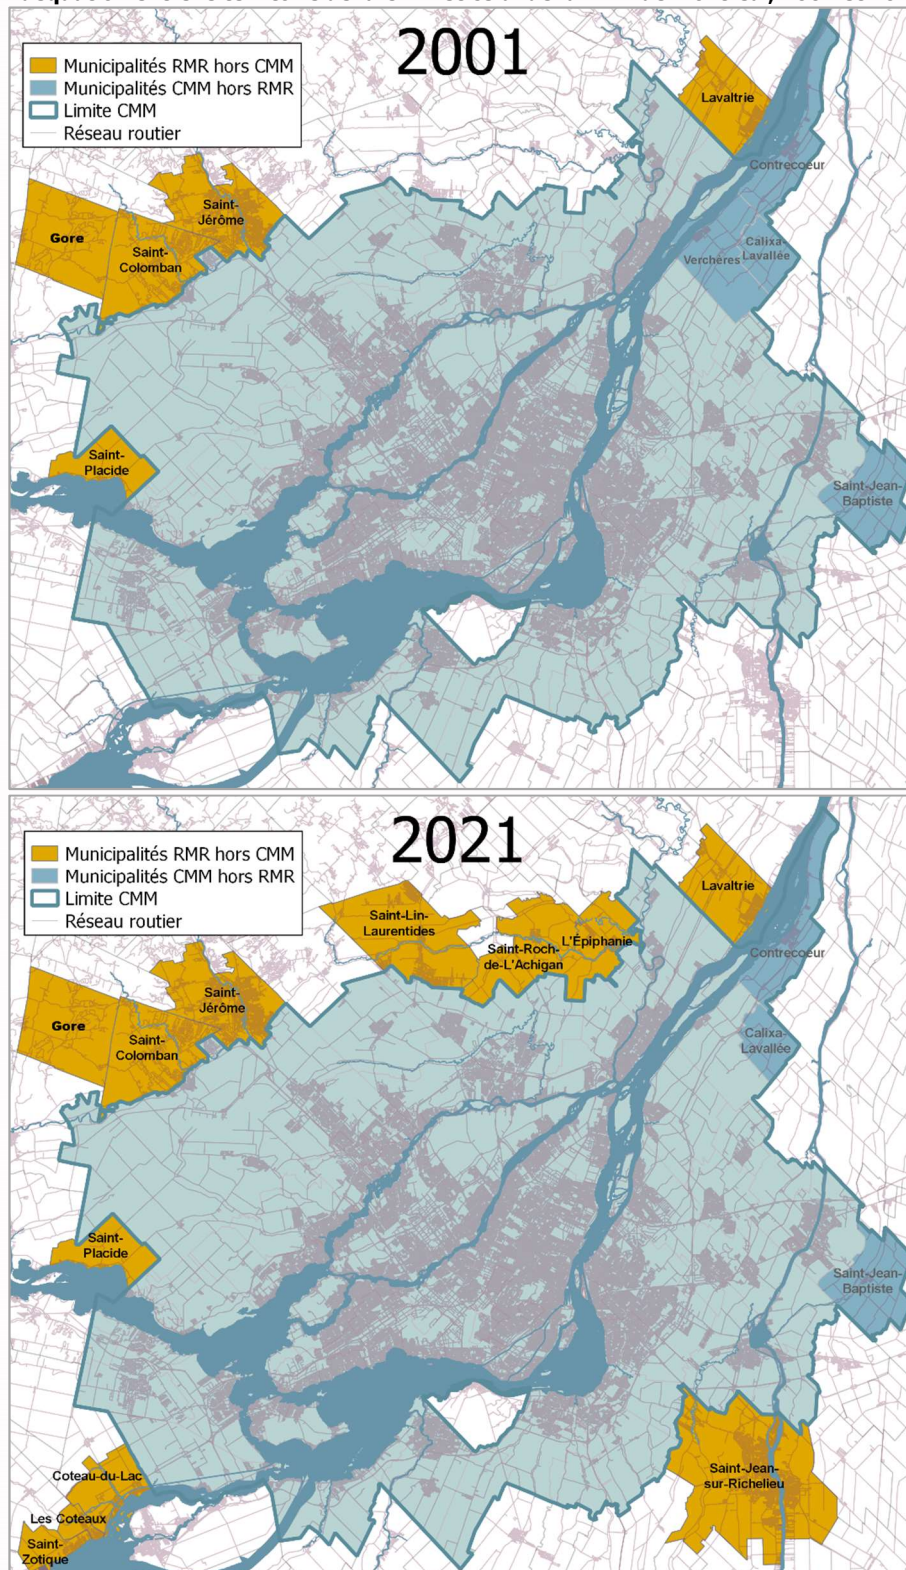 2001
Municipalités RMR hors CMM
Municipalités CMM hors RMR
Limite CMM
Réseau routier
Lavaltrie
Contrecoeur
Saint-
Jérôme
Gore
Saint-
Colomban
Calixa-
Lavallée
Verchères
Saint-
Placide
Saint-Jean-
Baptiste
2021
Municipalités RMR hors CMM
Municipalités CMM hors RMR
Limite CMM
Réseau routier
Lavaltrie
Saint-Lin-
Laurentides
Saint-Roch-
de-L'Achigan
L'Épiphanie
Contrecoeur
Saint-
Jérôme
Gore
Saint-
Colomban
Calixa-
Lavallée
Saint-
Placide
Saint-Jean-
Baptiste
Coteau-du-Lac
Les Coteaux
Saint-
Zotique
Saint-Jean-
sur-Richelieu